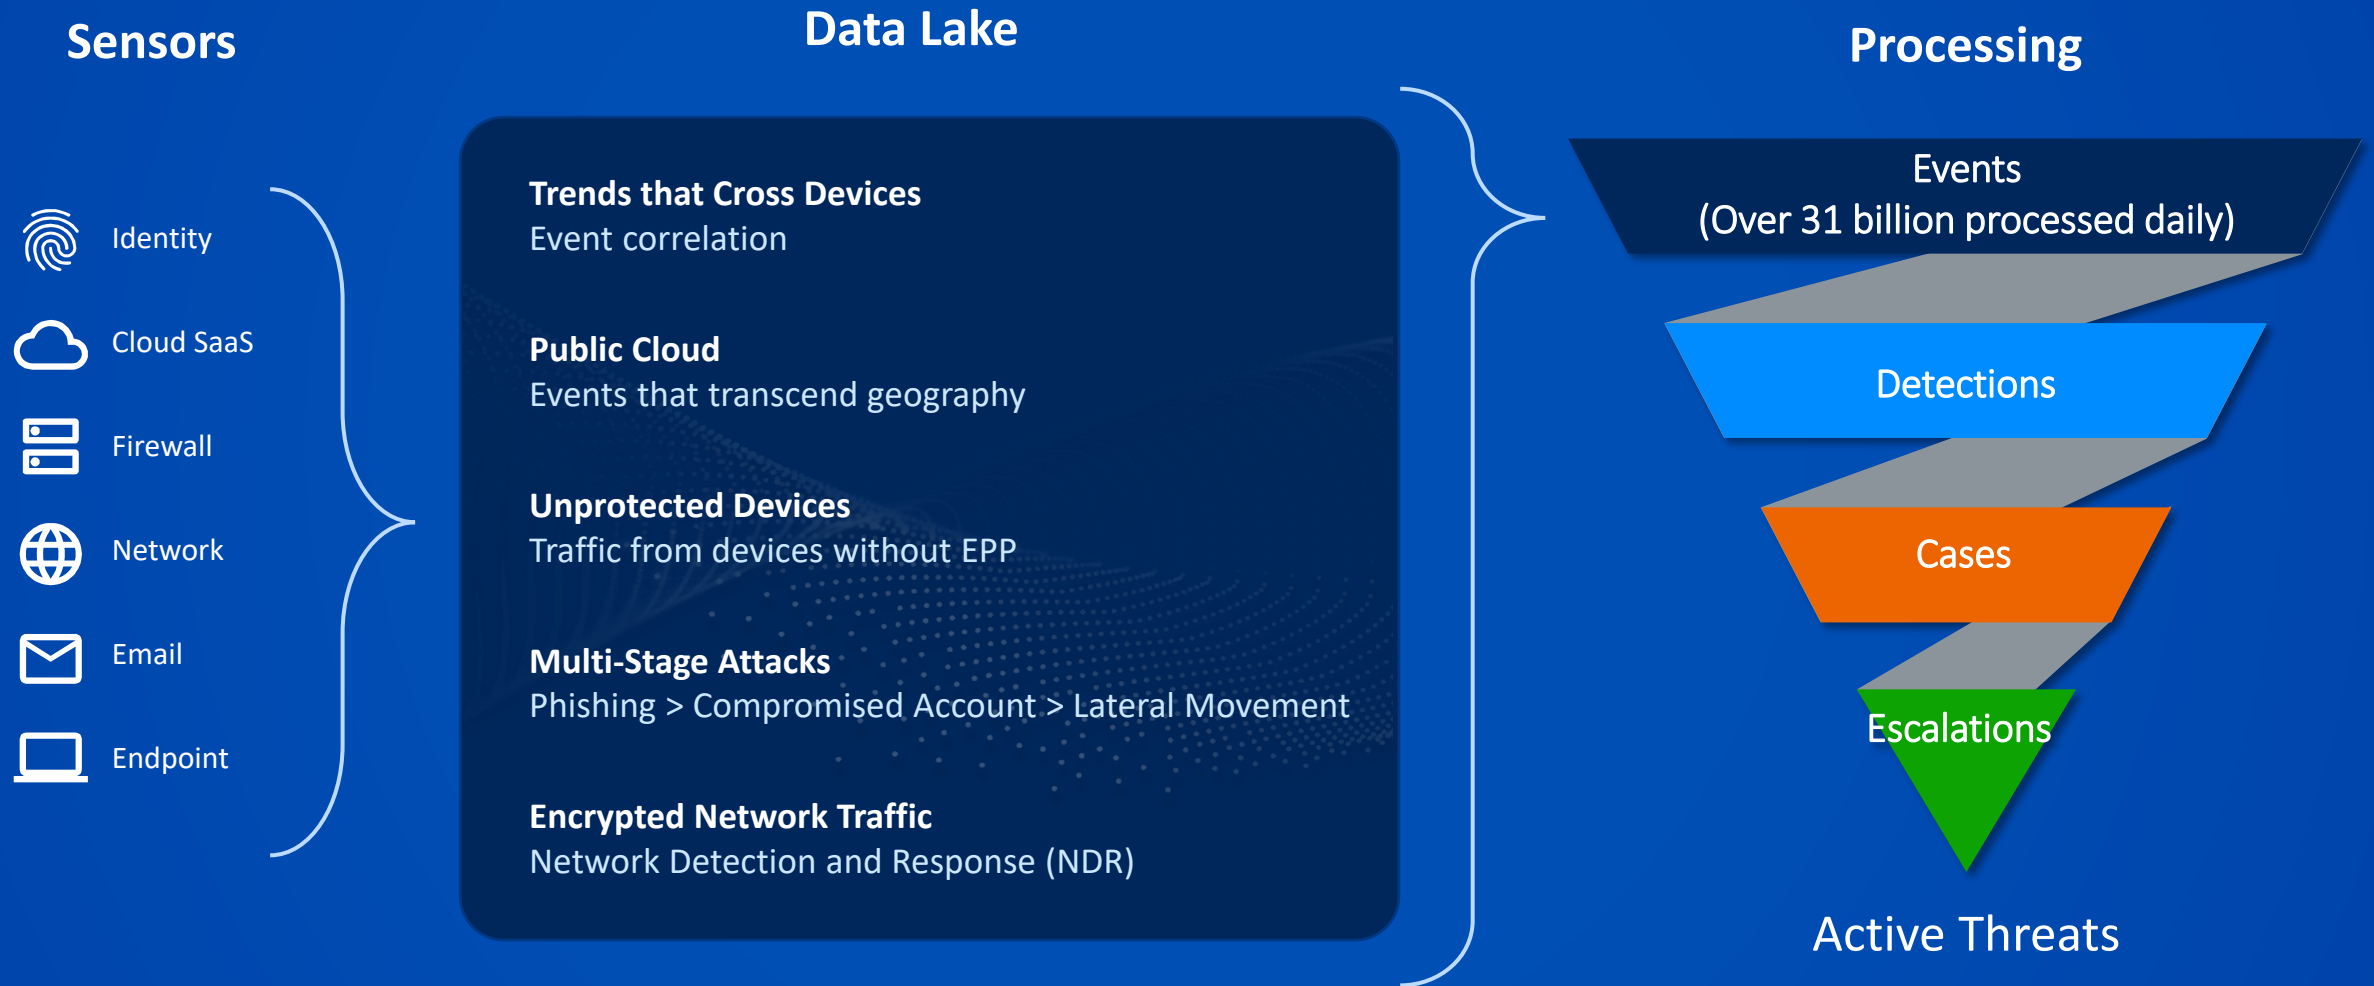 Sensors
Identity
Cloud SaaS
Firewall
Network
Email
Endpoint
Data Lake
Trends that Cross Devices
Event correlation
Public Cloud
Events that transcend geography
Unprotected Devices
Traffic from devices without EPP
Multi-Stage Attacks
Phishing > Compromised Account > Lateral Movement
Encrypted Network Traffic
Network Detection and Response (NDR)
Processing
Events
(Over 31 billion processed daily)
Detections
Cases
Escalations
Active Threats